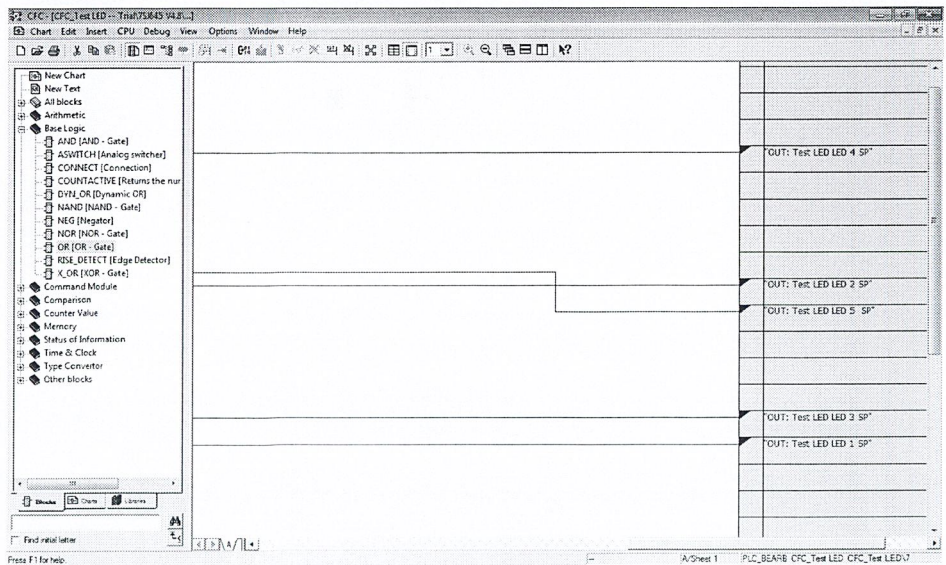 CFC - [CFC_Test LED -- Trial\7SJ645 V4.8\...]
Chart Edit Insert CPU Debug View Options Window Help
1
New Chart
New Text
All blocks
Arithmetic
Base Logic
AND [AND - Gate]
ASWITCH [Analog switcher]
CONNECT [Connection]
COUNTACTIVE [Returns the nur
DYN_OR [Dynamic OR]
NAND [NAND - Gate]
NEG [Negator]
NOR [NOR - Gate]
OR [OR - Gate]
RISE_DETECT [Edge Detector]
X_OR [XOR - Gate]
Command Module
Comparison
Counter Value
Memory
Status of Information
Time & Clock
Type Convertor
Other blocks
"OUT: Test LED LED 4 SP"
"OUT: Test LED LED 2 SP"
"OUT: Test LED LED 5 SP"
"OUT: Test LED LED 3 SP"
"OUT: Test LED LED 1 SP"
Blocks Charts Libraries
Find initial letter
A
Press F1 for help.
A/Sheet 1 PLC_BEARB CFC_Test LED CFC_Test LED\7